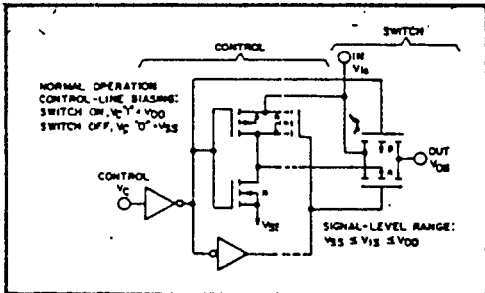 SWITCH
CONTROL
IN
Vis
NORMAL OPERATION
CONTROL-LINE BIASING:
SWITCH ON, VC "1" = VDD
SWITCH OFF, VC "0" = VSS
p
n
OUT
VOS
CONTROL
VC
n
VSS
SIGNAL-LEVEL RANGE:
VSS ≤ VIS ≤ VDD